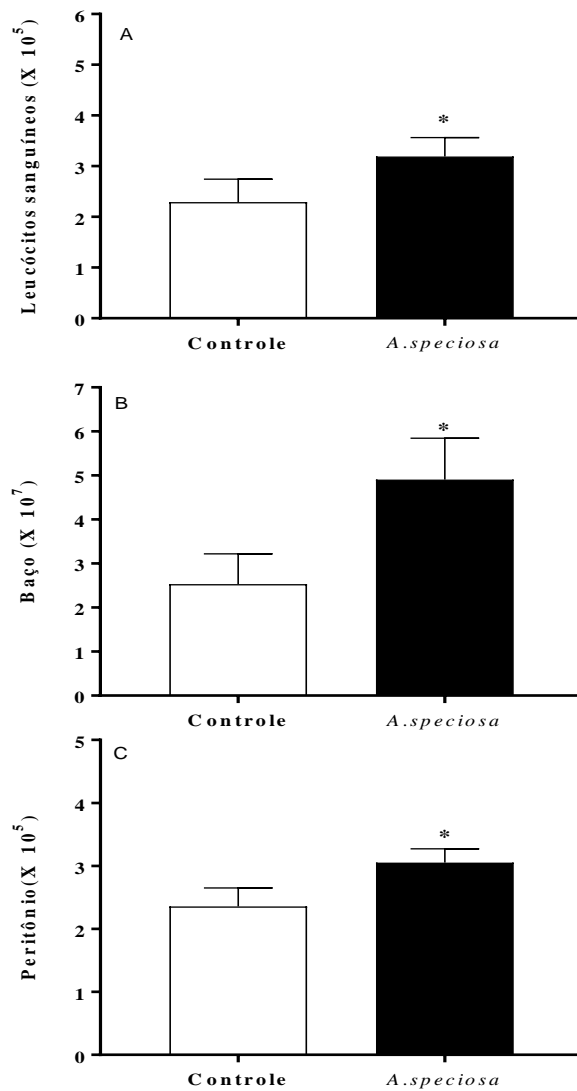 A
Leucócitos sanguíneos (X 10⁵)
6
5
4
3
2
1
0
*
Controle
A.speciosa
B
Baço (X 10⁷)
7
6
5
4
3
2
1
0
*
Controle
A.speciosa
C
Peritônio(X 10⁵)
5
4
3
2
1
0
*
Controle
A.speciosa